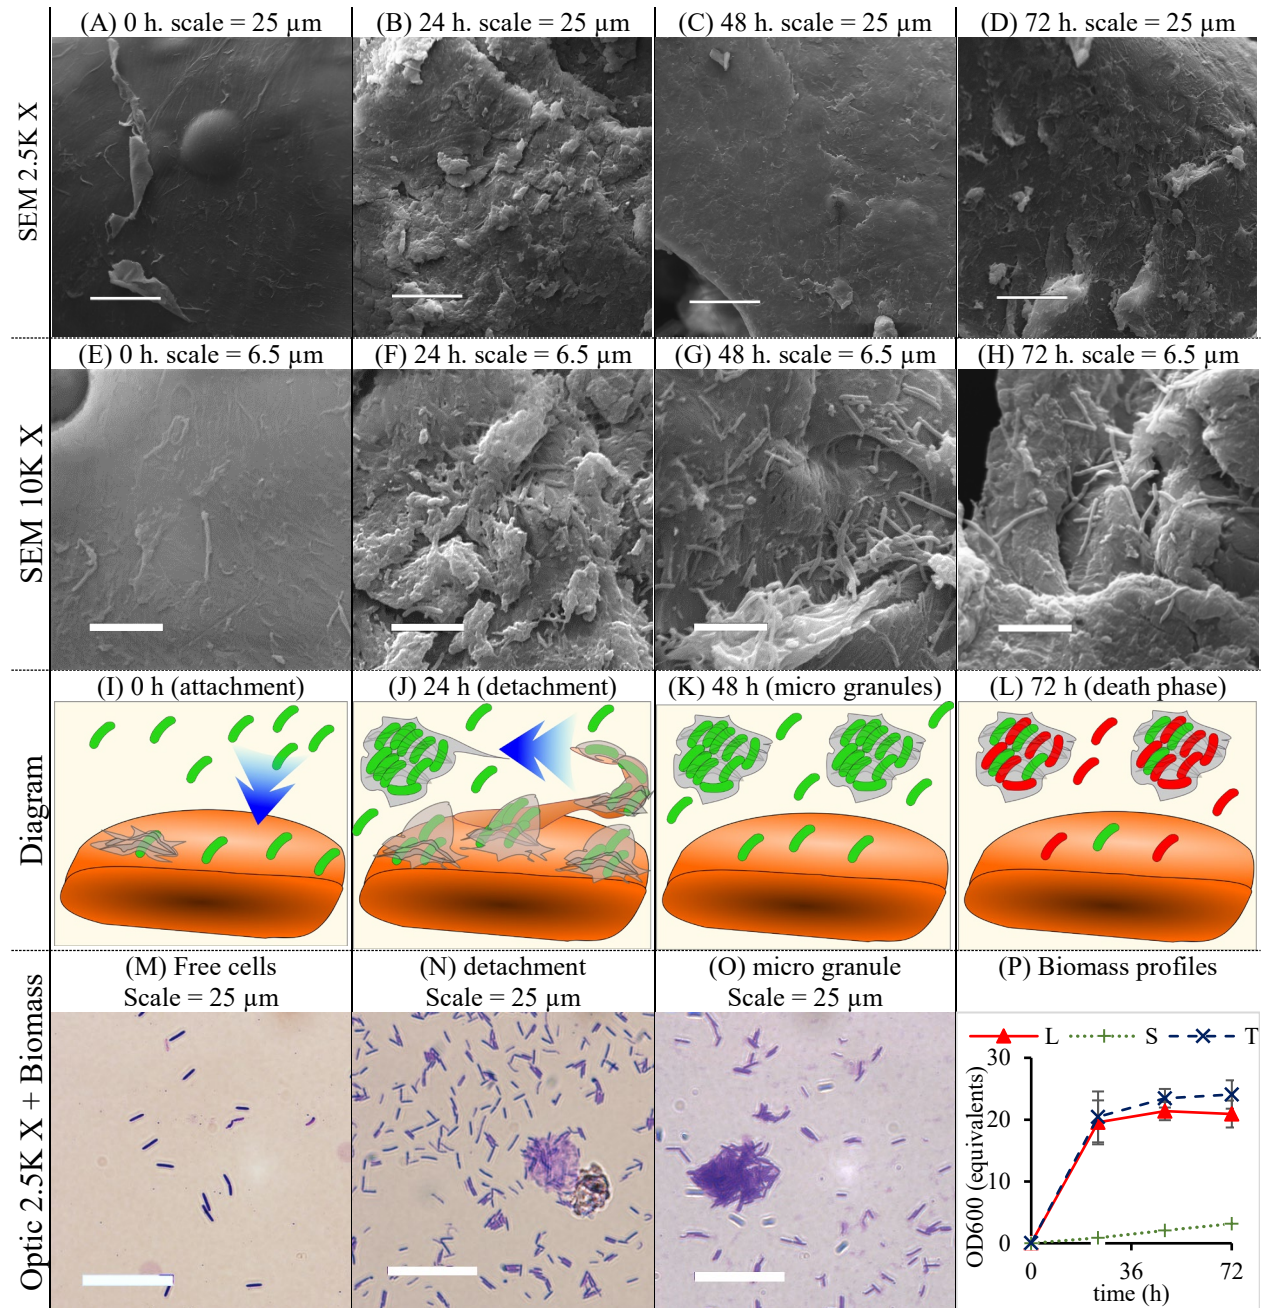 (A) 0 h. scale = 25 µm
(B) 24 h. scale = 25 µm
(C) 48 h. scale = 25 µm
(D) 72 h. scale = 25 µm
SEM 2.5K X
(E) 0 h. scale = 6.5 µm
(F) 24 h. scale = 6.5 µm
(G) 48 h. scale = 6.5 µm
(H) 72 h. scale = 6.5 µm
SEM 10K X
(I) 0 h (attachment)
(J) 24 h (detachment)
(K) 48 h (micro granules)
(L) 72 h (death phase)
Diagram
(M) Free cells
Scale = 25 µm
(N) detachment
Scale = 25 µm
(O) micro granule
Scale = 25 µm
(P) Biomass profiles
Optic 2.5K X + Biomass
L S T
OD600 (equivalents)
30
20
10
0
0 36 72
time (h)